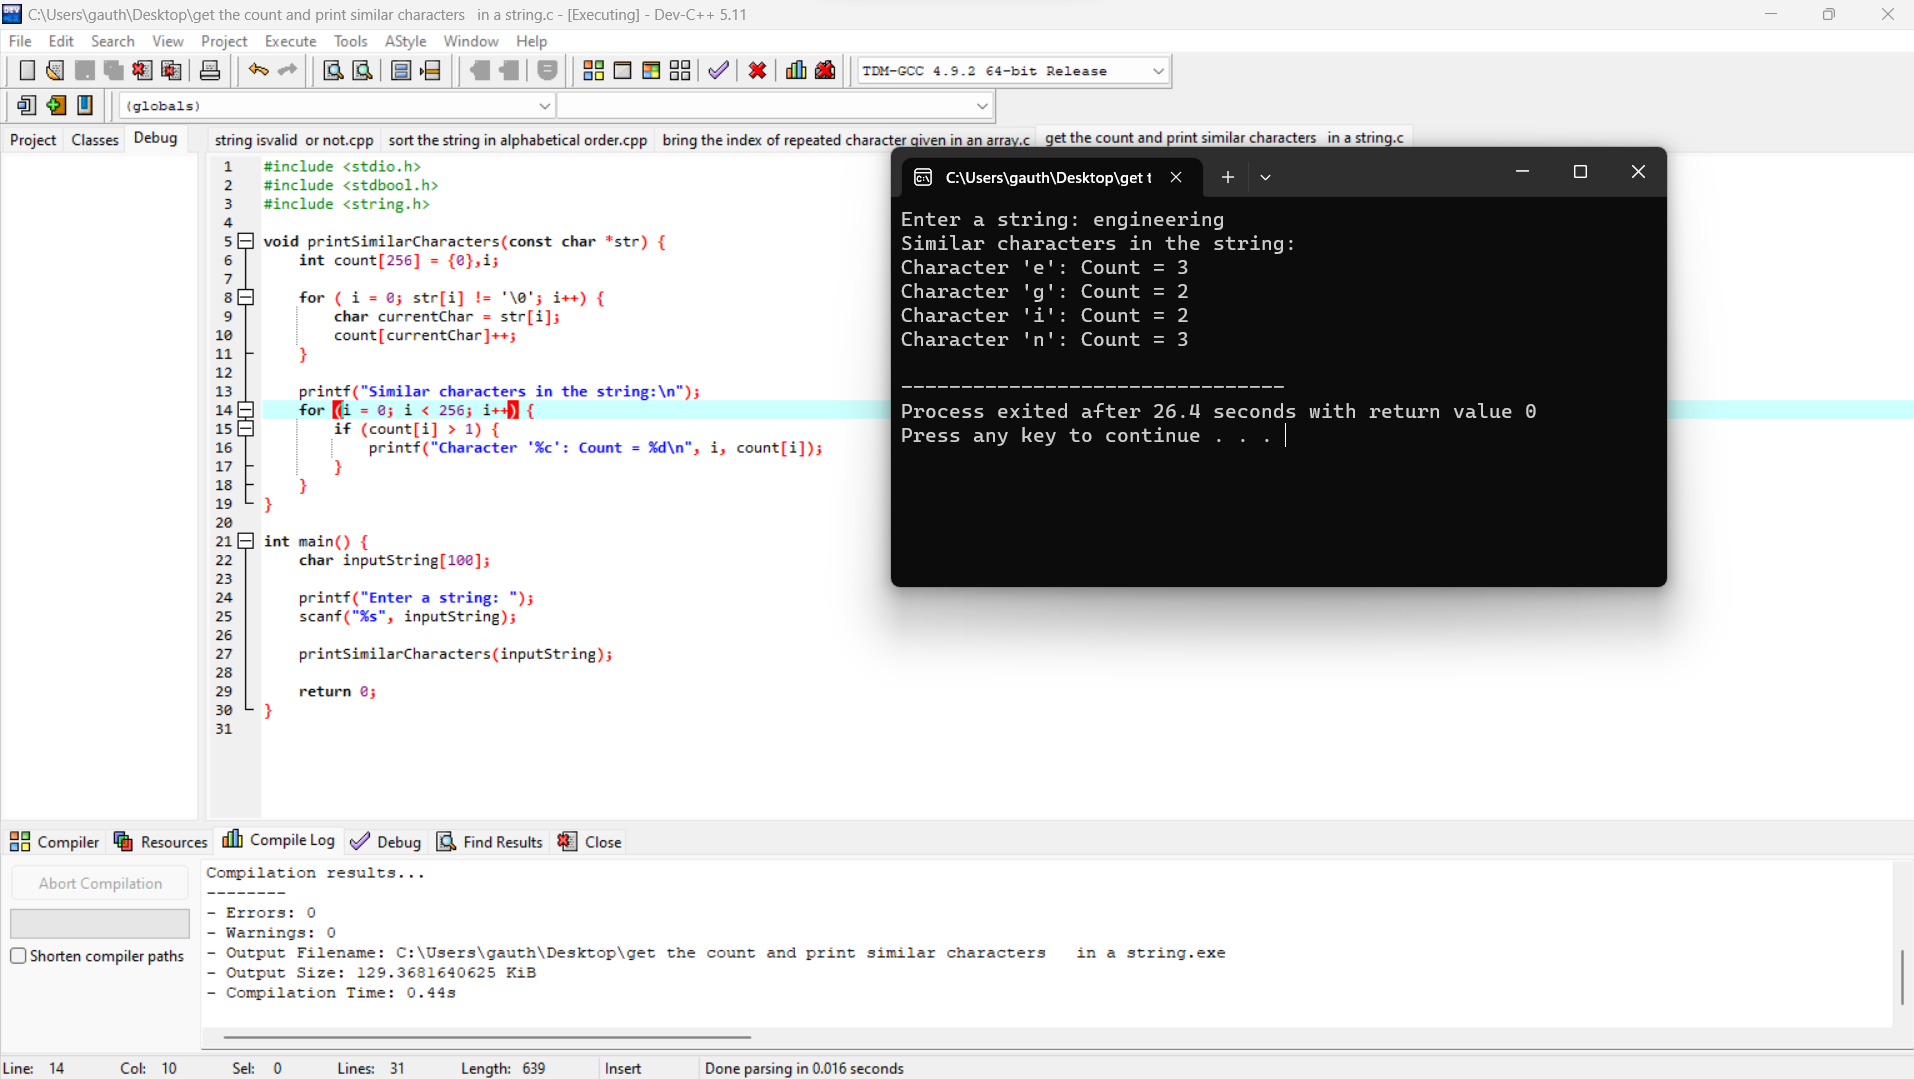 C:\Users\gauth\Desktop\get the count and print similar characters   in a string.c - [Executing] - Dev-C++ 5.11
File Edit Search View Project Execute Tools AStyle Window Help
TDM-GCC 4.9.2 64-bit Release
(globals)
Project Classes Debug
string isvalid  or not.cpp
sort the string in alphabetical order.cpp
bring the index of repeated character given in an array.c
get the count and print similar characters   in a string.c
1 #include <stdio.h>
2 #include <stdbool.h>
3 #include <string.h>
4
5 void printSimilarCharacters(const char *str) {
6     int count[256] = {0},i;
7
8     for ( i = 0; str[i] != '\0'; i++) {
9         char currentChar = str[i];
10         count[currentChar]++;
11     }
12
13     printf("Similar characters in the string:\n");
14     for (i = 0; i < 256; i++) {
15         if (count[i] > 1) {
16             printf("Character '%c': Count = %d\n", i, count[i]);
17         }
18     }
19 }
20
21 int main() {
22     char inputString[100];
23
24     printf("Enter a string: ");
25     scanf("%s", inputString);
26
27     printSimilarCharacters(inputString);
28
29     return 0;
30 }
31
C:\Users\gauth\Desktop\get t
Enter a string: engineering
Similar characters in the string:
Character 'e': Count = 3
Character 'g': Count = 2
Character 'i': Count = 2
Character 'n': Count = 3
--------------------------------
Process exited after 26.4 seconds with return value 0
Press any key to continue . . .
Compiler Resources Compile Log Debug Find Results Close
Abort Compilation
Shorten compiler paths
Compilation results...
--------
- Errors: 0
- Warnings: 0
- Output Filename: C:\Users\gauth\Desktop\get the count and print similar characters   in a string.exe
- Output Size: 129.3681640625 KiB
- Compilation Time: 0.44s
Line: 14 Col: 10 Sel: 0 Lines: 31 Length: 639 Insert Done parsing in 0.016 seconds